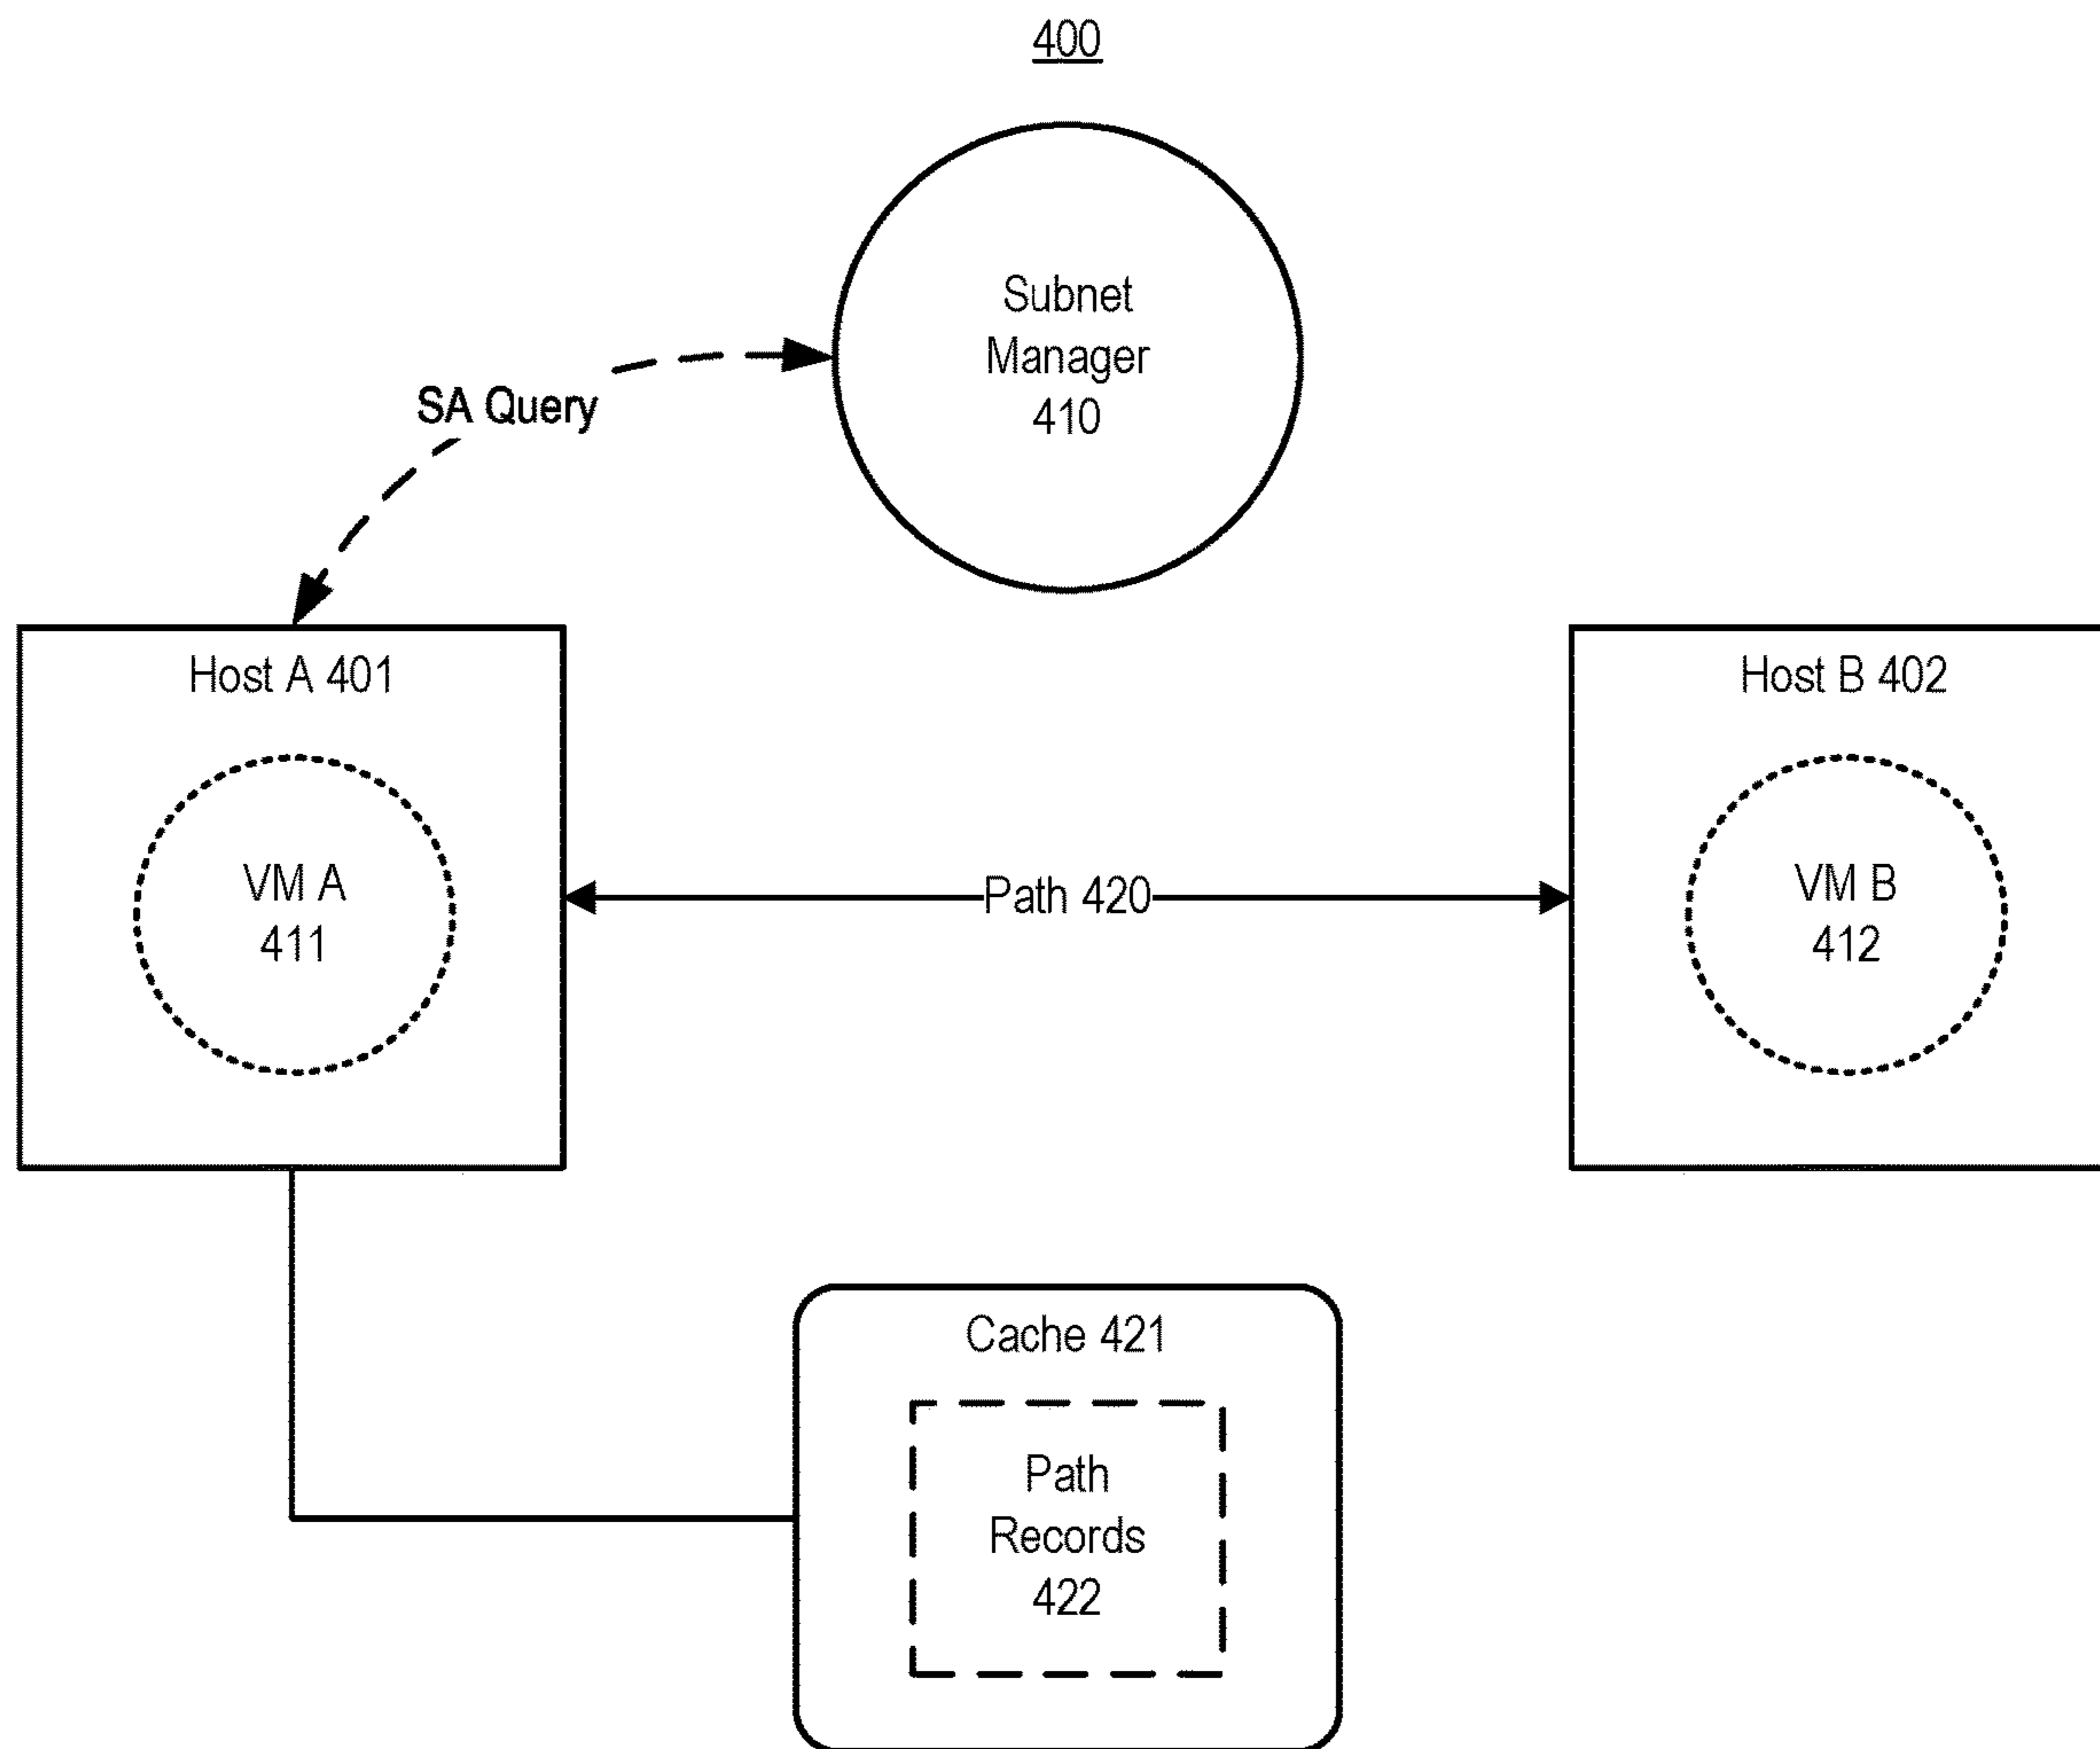 400
Subnet
Manager
410
SA Query
Host A 401
Host B 402
VM A
411
Path 420
VM B
412
Cache 421
Path
Records
422